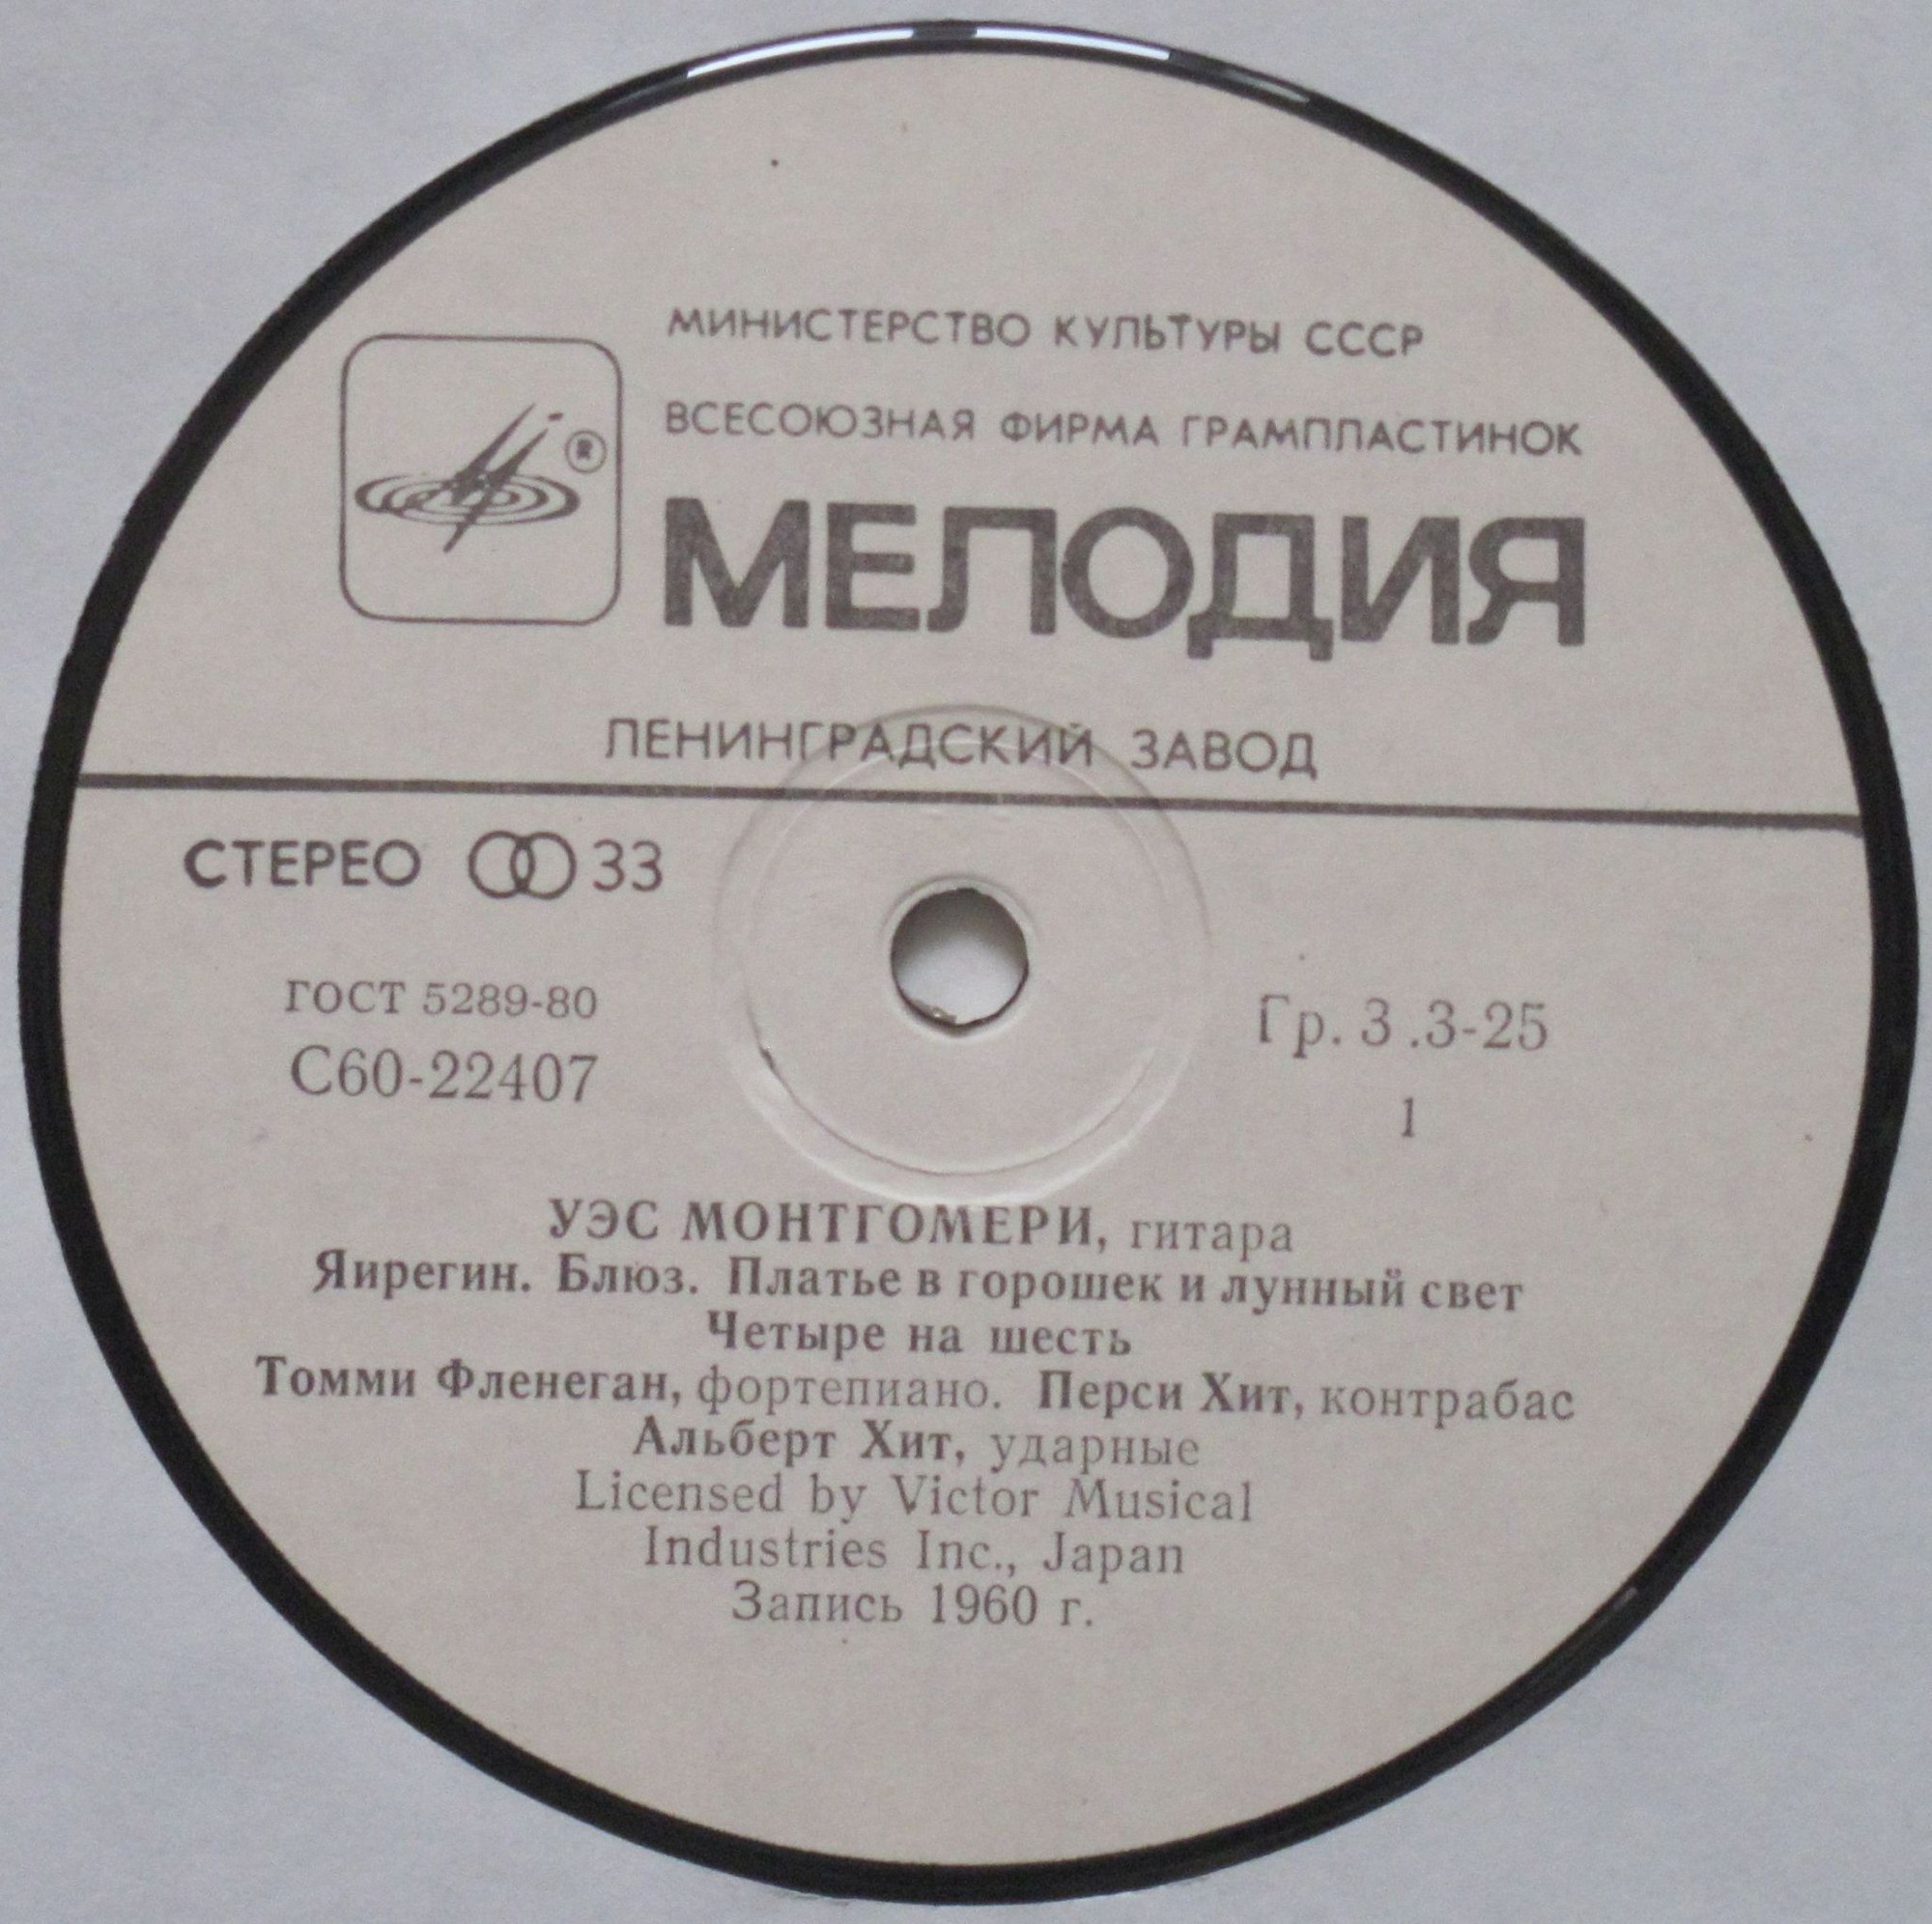 МИНИСТЕРСТВО КУЛЬТУРЫ СССР
ВСЕСОЮЗНАЯ ФИРМА ГРАМПЛАСТИНОК
®
МЕЛОДИЯ
ЛЕНИНГРАДСКИЙ ЗАВОД
СТЕРЕО 33
ГОСТ 5289-80
С60-22407
Гр. 3.3-25
1
УЭС МОНТГОМЕРИ, гитара
Яирегин. Блюз. Платье в горошек и лунный свет
Четыре на шесть
Томми Фленеган, фортепиано. Перси Хит, контрабас
Альберт Хит, ударные
Licensed by Victor Musical
Industries Inc., Japan
Запись 1960 г.